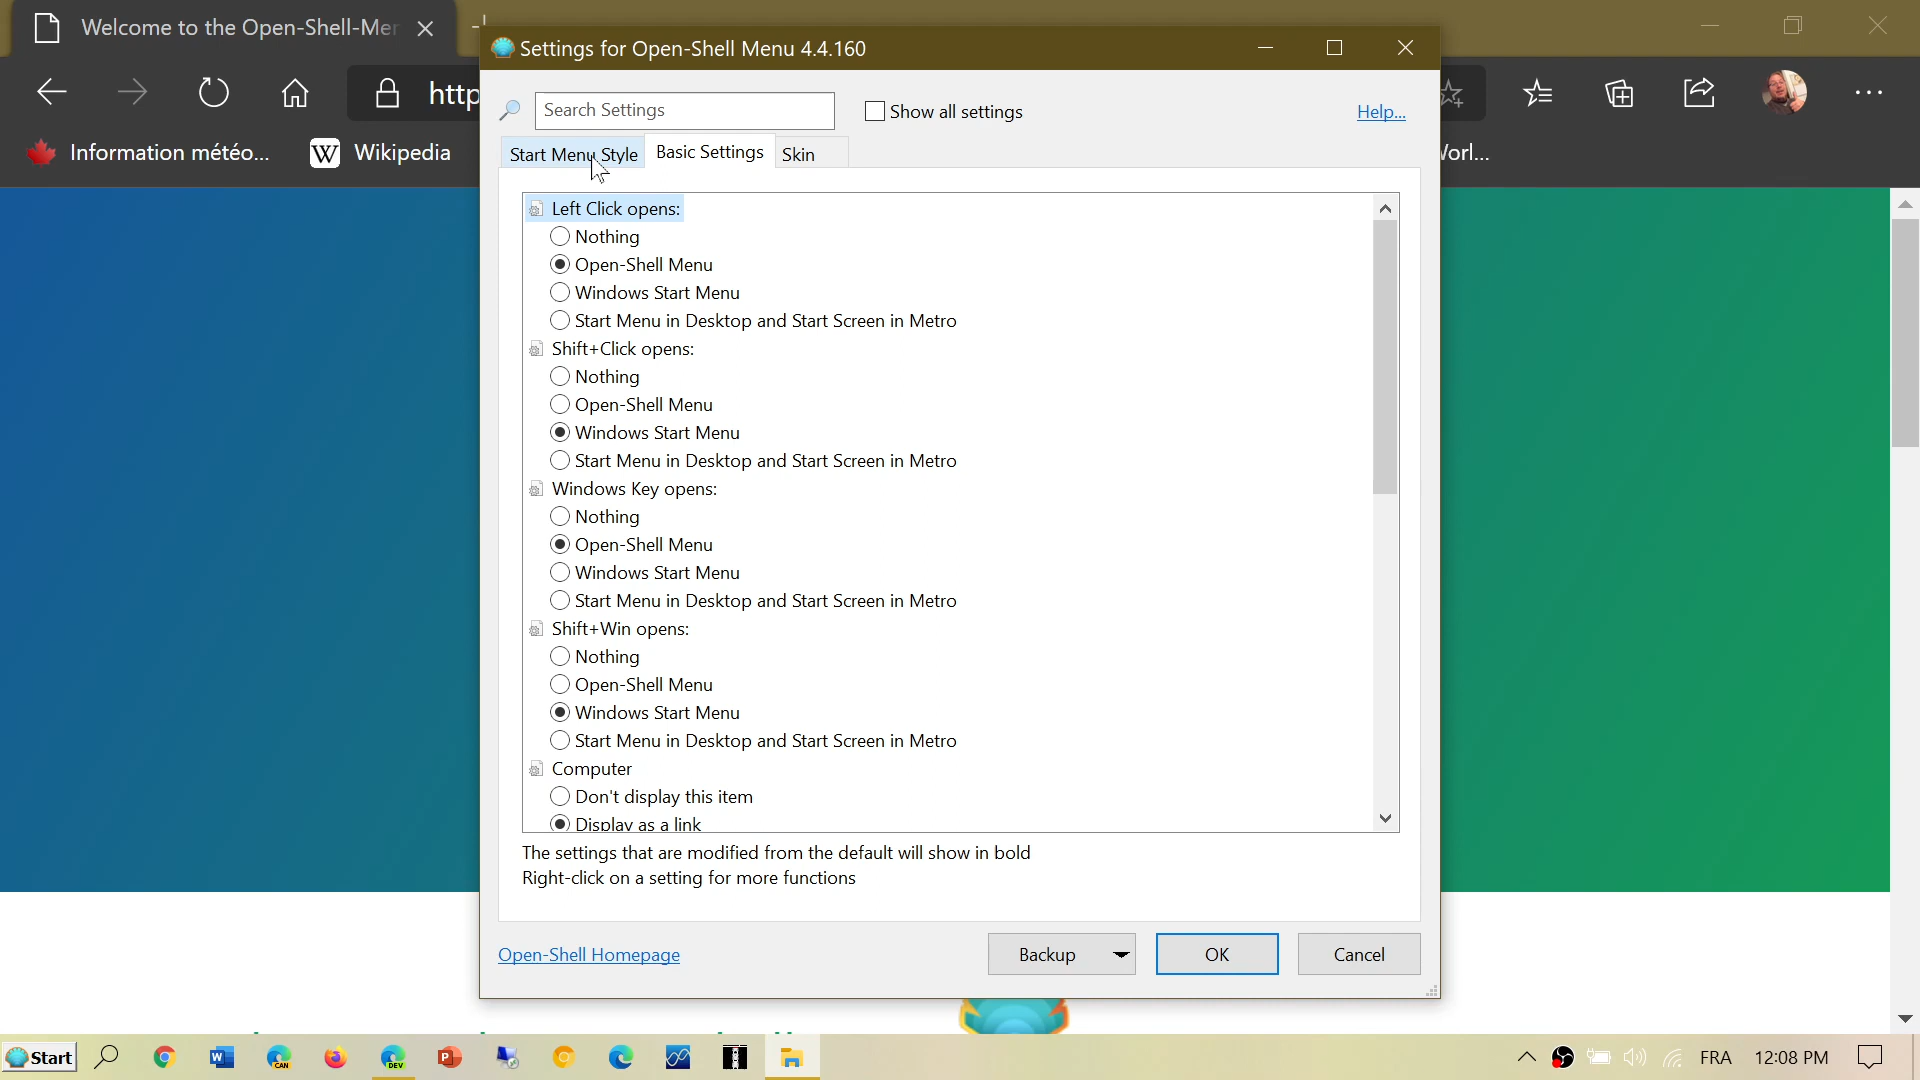 Welcome to the Open-Shell-Me
Settings for Open-Shell Menu 4.4.160
http
Search Settings
Show all settings
Help...
Information météo...
Wikipedia
Start Menu Style
Basic Settings
Skin
orl...
Left Click opens:
Nothing
Open-Shell Menu
Windows Start Menu
Start Menu in Desktop and Start Screen in Metro
Shift+Click opens:
Nothing
Open-Shell Menu
Windows Start Menu
Start Menu in Desktop and Start Screen in Metro
Windows Key opens:
Nothing
Open-Shell Menu
Windows Start Menu
Start Menu in Desktop and Start Screen in Metro
Shift+Win opens:
Nothing
Open-Shell Menu
Windows Start Menu
Start Menu in Desktop and Start Screen in Metro
Computer
Don't display this item
Display as a link
The settings that are modified from the default will show in bold
Right-click on a setting for more functions
Open-Shell Homepage
Backup
OK
Cancel
Start
CAN
DEV
FRA
12:08 PM